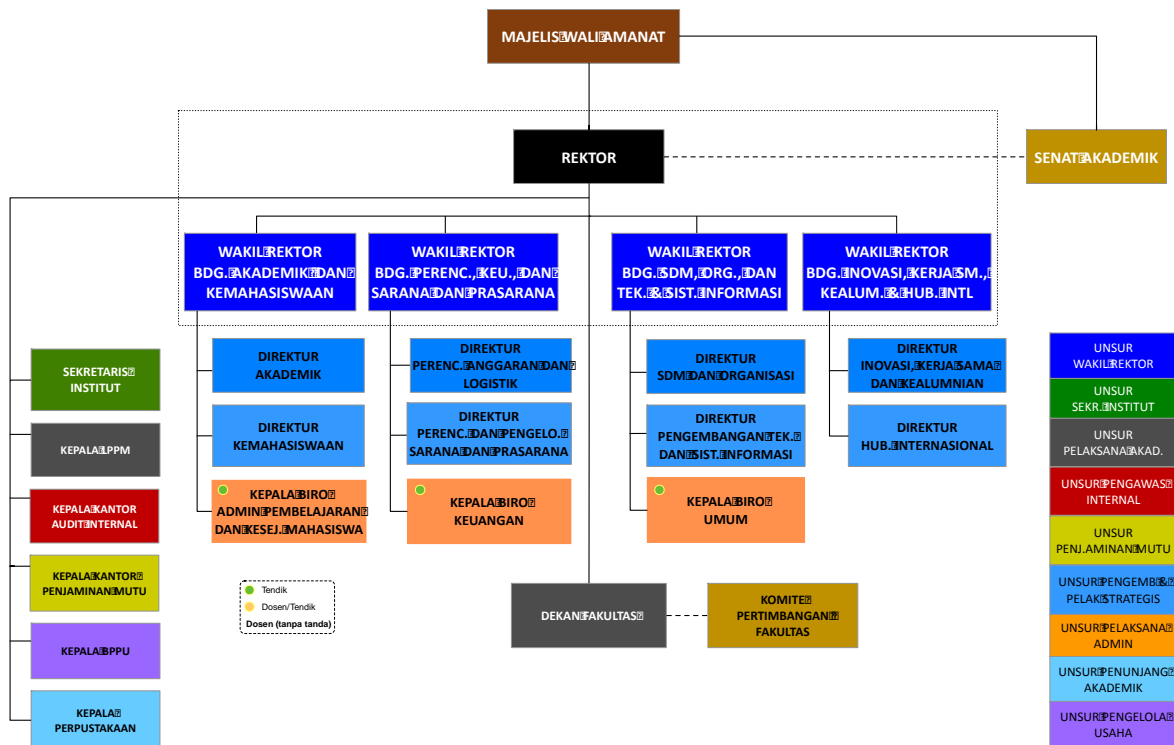 MAJELIS WALI AMANAT
REKTOR
SENAT AKADEMIK
WAKIL REKTOR
BDG. AKADEMIK DAN
KEMAHASISWAAN
WAKIL REKTOR
BDG. PERENC., KEU., DAN
SARANA DAN PRASARANA
WAKIL REKTOR
BDG. SDM, ORG., DAN
TEK. & SIST. INFORMASI
WAKIL REKTOR
BDG. INOVASI, KERJA SM.,
KEALUM. & HUB. INTL
SEKRETARIS
INSTITUT
KEPALA LPPM
KEPALA KANTOR
AUDIT INTERNAL
KEPALA KANTOR
PENJAMINAN MUTU
KEPALA BPPU
KEPALA
PERPUSTAKAAN
DIREKTUR
AKADEMIK
DIREKTUR
KEMAHASISWAAN
KEPALA BIRO
ADMIN PEMBELAJARAN
DAN KESEJ. MAHASISWA
DIREKTUR
PERENC. ANGGARAN DAN
LOGISTIK
DIREKTUR
PERENC. DAN PENGELO.
SARANA DAN PRASARANA
KEPALA BIRO
KEUANGAN
DIREKTUR
SDM DAN ORGANISASI
DIREKTUR
PENGEMBANGAN TEK.
DAN SIST. INFORMASI
KEPALA BIRO
UMUM
DIREKTUR
INOVASI, KERJA SAMA
DAN KEALUMNIAN
DIREKTUR
HUB. INTERNASIONAL
Tendik
Dosen/Tendik
Dosen (tanpa tanda)
DEKAN FAKULTAS
KOMITE
PERTIMBANGAN
FAKULTAS
UNSUR
WAKIL REKTOR
UNSUR
SEKR. INSTITUT
UNSUR
PELAKSANA AKAD.
UNSUR PENGAWAS
INTERNAL
UNSUR
PENJ.AMINAN MUTU
UNSUR PENGEMB &
PELAK STRATEGIS
UNSUR PELAKSANA
ADMIN
UNSUR PENUNJANG
AKADEMIK
UNSUR PENGELOLA
USAHA